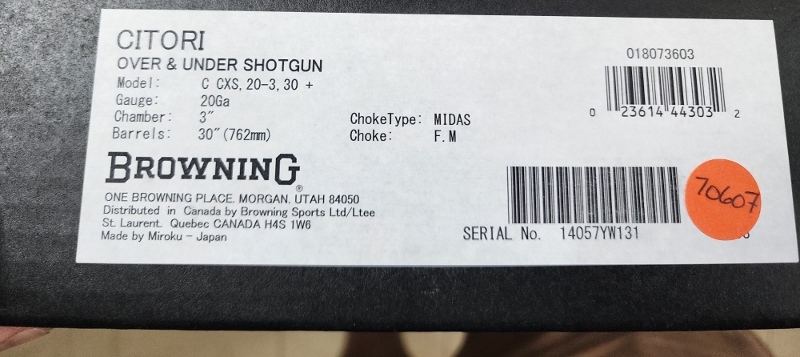 CITORI
OVER & UNDER SHOTGUN
Model: C CXS, 20-3, 30 +
Gauge: 20Ga
Chamber: 3"
Barrels: 30"(762mm)
ChokeType: MIDAS
Choke: F.M
BROWNING®
ONE BROWNING PLACE. MORGAN. UTAH 84050
Distributed in Canada by Browning Sports Ltd/Ltee
St. Laurent. Quebec CANADA H4S 1W6
Made by Miroku - Japan
018073603
0 23614 44303 2
70607
SERIAL No. 14057YW131